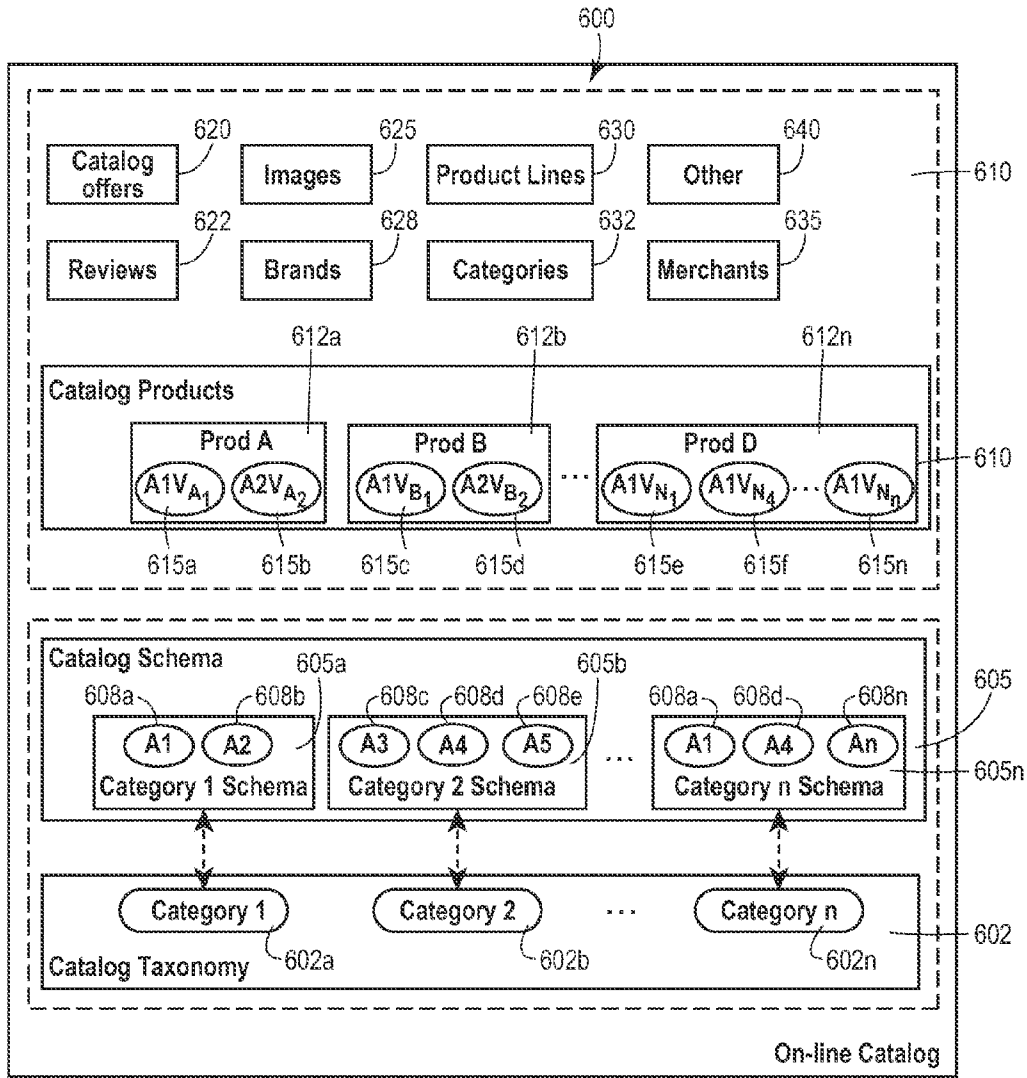 600
620
625
630
640
Catalog offers
Images
Product Lines
Other
610
622
628
632
635
Reviews
Brands
Categories
Merchants
612a
612b
612n
Catalog Products
Prod A
Prod B
Prod D
A1VA1
A2VA2
A1VB1
A2VB2
...
A1VN1
A1VN4
...
A1VNn
610
615a
615b
615c
615d
615e
615f
615n
Catalog Schema
605a
605b
608a
608b
608c
608d
608e
608a
608d
608n
605
A1
A2
A3
A4
A5
...
A1
A4
An
Category 1 Schema
Category 2 Schema
Category n Schema
605n
Category 1
Category 2
...
Category n
602
602a
602b
602n
Catalog Taxonomy
On-line Catalog